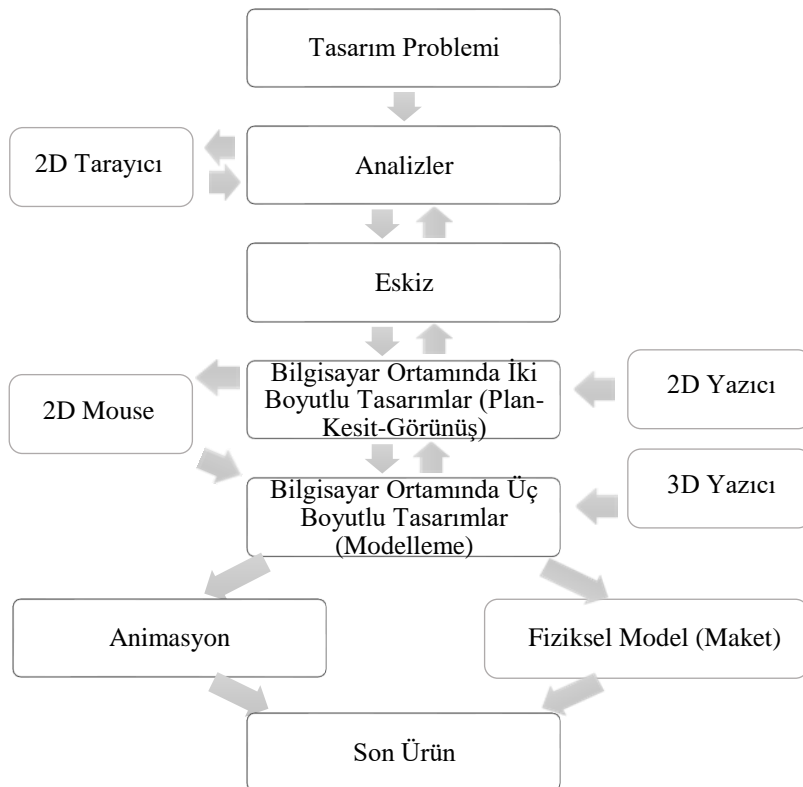 Tasarım Problemi
2D Tarayıcı
Analizler
Eskiz
Bilgisayar Ortamında İki
Boyutlu Tasarımlar (Plan-
Kesit-Görünüş)
2D Mouse
2D Yazıcı
Bilgisayar Ortamında Üç
Boyutlu Tasarımlar
(Modelleme)
3D Yazıcı
Animasyon
Fiziksel Model (Maket)
Son Ürün